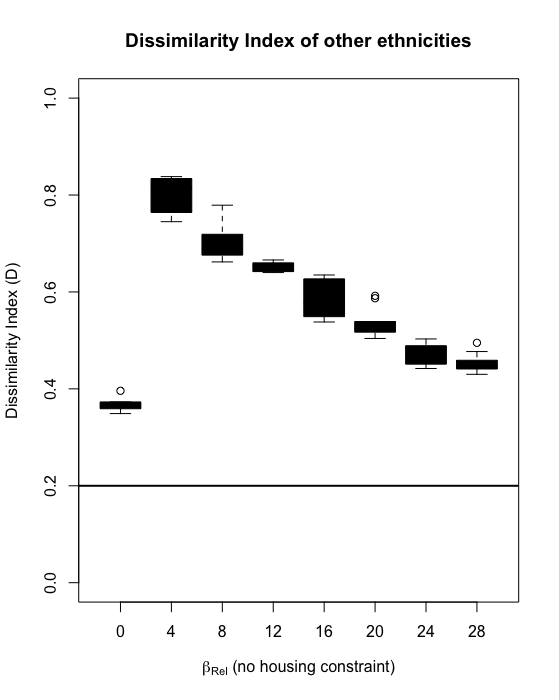 Dissimilarity Index of other ethnicities
Dissimilarity Index (D)
1.0
0.8
0.6
0.4
0.2
0.0
0 4 8 12 16 20 24 28
βRel (no housing constraint)